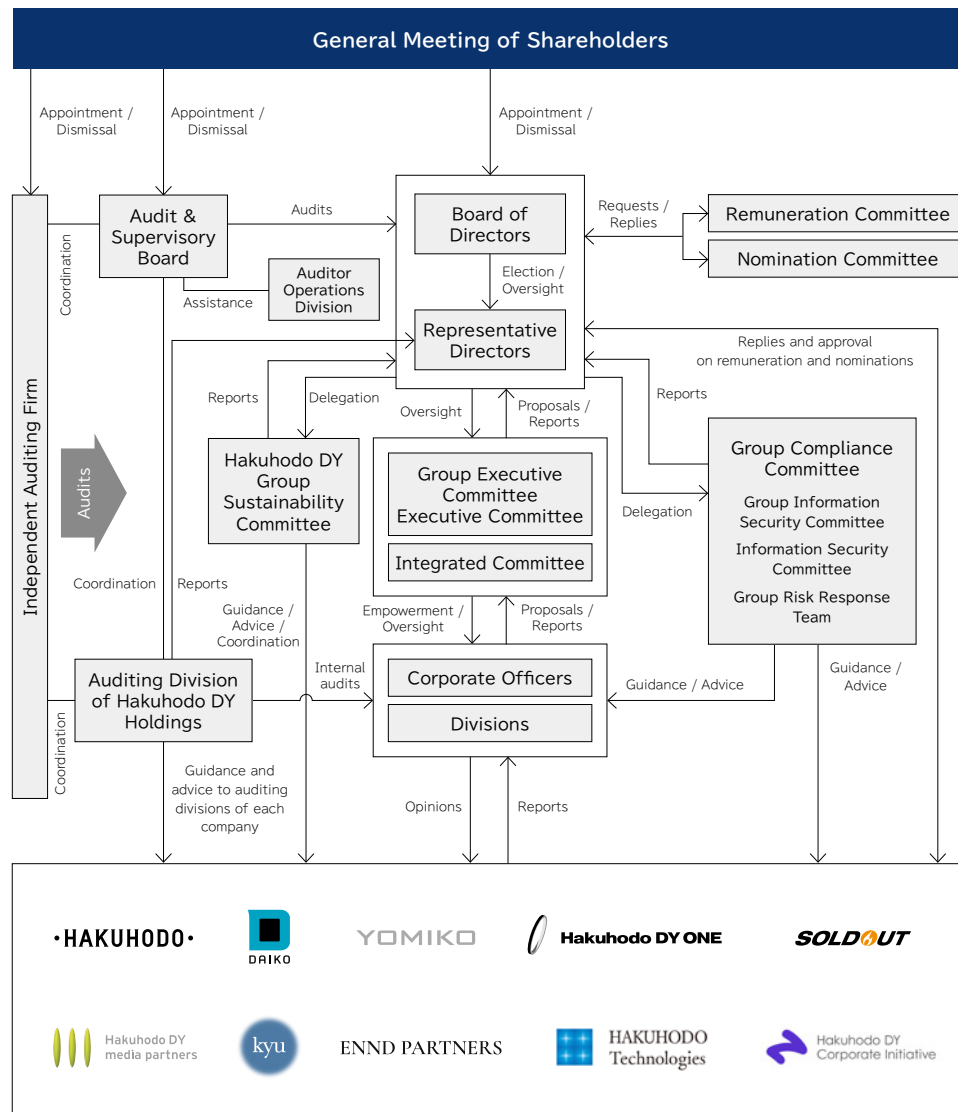 General Meeting of Shareholders
Appointment /
Dismissal
Appointment /
Dismissal
Appointment /
Dismissal
Independent Auditing Firm
Coordination
Audit &
Supervisory
Board
Audits
Assistance
Auditor
Operations
Division
Board of
Directors
Election /
Oversight
Representative
Directors
Requests /
Replies
Remuneration Committee
Nomination Committee
Replies and approval
on remuneration and nominations
Reports
Delegation
Oversight
Proposals /
Reports
Reports
Audits
Hakuhodo DY
Group
Sustainability
Committee
Group Executive
Committee
Executive Committee
Integrated Committee
Delegation
Group Compliance
Committee
Group Information
Security Committee
Information Security
Committee
Group Risk Response
Team
Coordination
Reports
Guidance /
Advice /
Coordination
Empowerment /
Oversight
Proposals /
Reports
Coordination
Auditing Division
of Hakuhodo DY
Holdings
Internal
audits
Corporate Officers
Divisions
Guidance / Advice
Guidance /
Advice
Guidance and
advice to auditing
divisions of each
company
Opinions
Reports
·HAKUHODO·
DAIKO
YOMIKO
Hakuhodo DY ONE
SOLDOUT
Hakuhodo DY
media partners
kyu
ENND PARTNERS
HAKUHODO
Technologies
Hakuhodo DY
Corporate Initiative